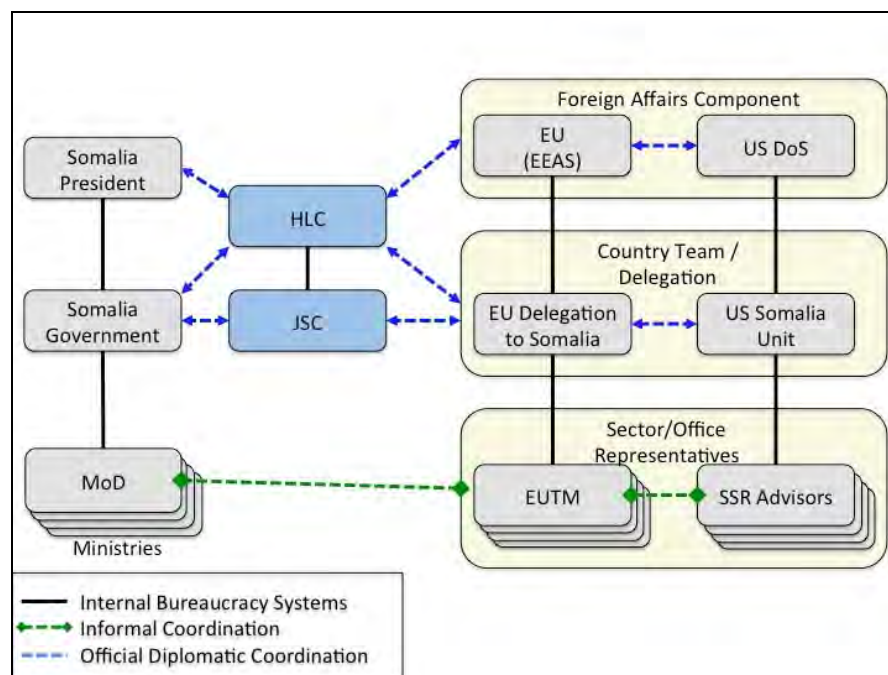 Foreign Affairs Component
Somalia
President
EU
(EEAS)
US DoS
HLC
Country Team /
Delegation
Somalia
Government
JSC
EU Delegation
to Somalia
US Somalia
Unit
Sector/Office
Representatives
MoD
EUTM
SSR Advisors
Ministries
Internal Bureaucracy Systems
Informal Coordination
Official Diplomatic Coordination